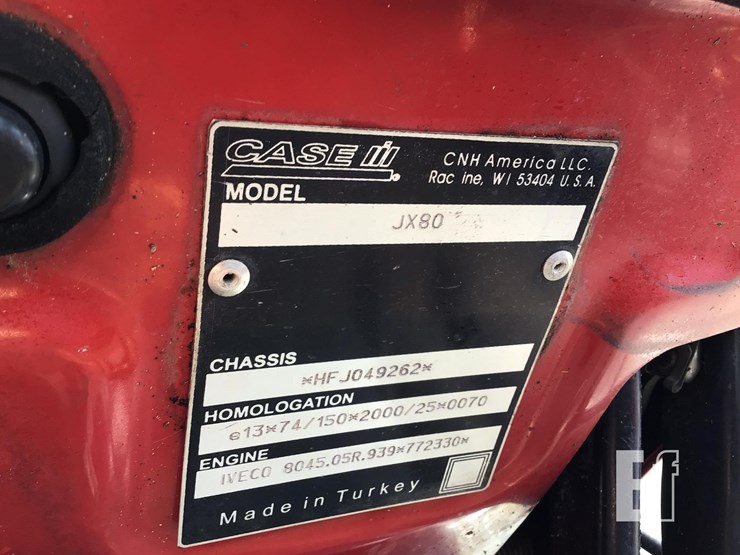 CASE IH
CNH America LLC.
Rac ine, WI 53404 U.S.A.
MODEL
JX80
CHASSIS
*HFJ049262*
HOMOLOGATION
e13*74/150*2000/25*0070
ENGINE
IVECO 8045.05R.939*772330*
Made in Turkey
Ef